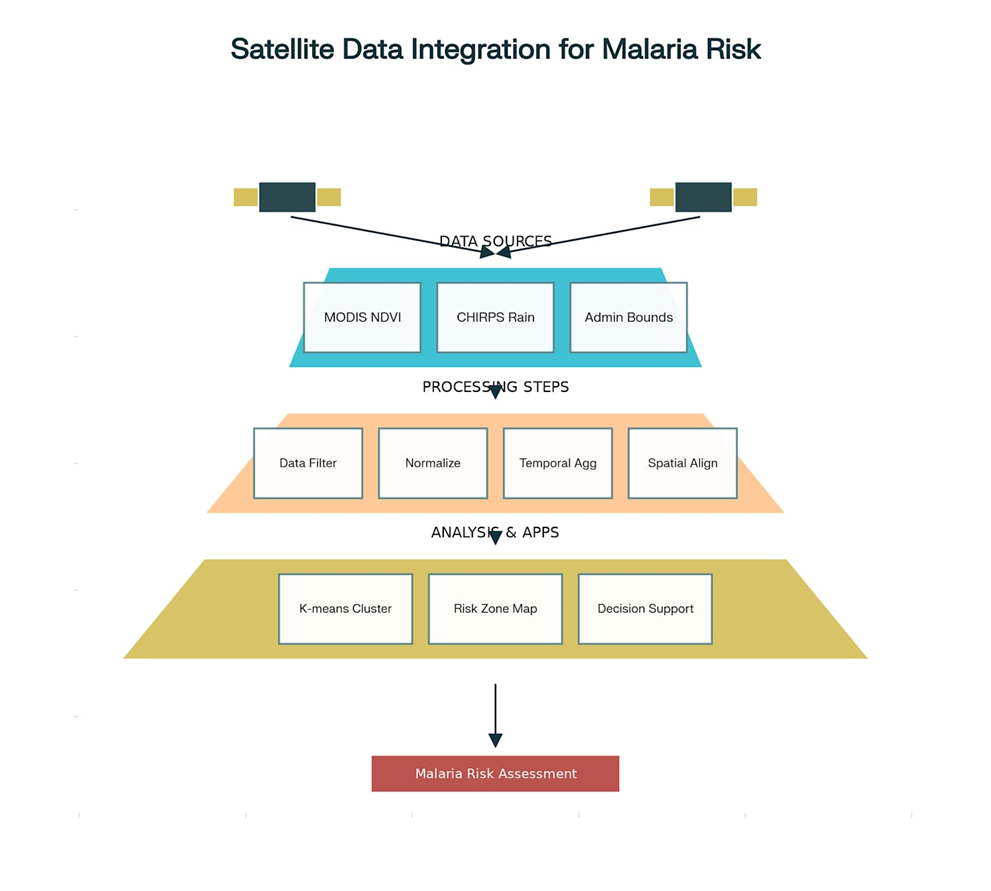 Satellite Data Integration for Malaria Risk
DATA SOURCES
MODIS NDVI
CHIRPS Rain
Admin Bounds
PROCESSING STEPS
Data Filter
Normalize
Temporal Agg
Spatial Align
ANALYSIS & APPS
K-means Cluster
Risk Zone Map
Decision Support
Malaria Risk Assessment